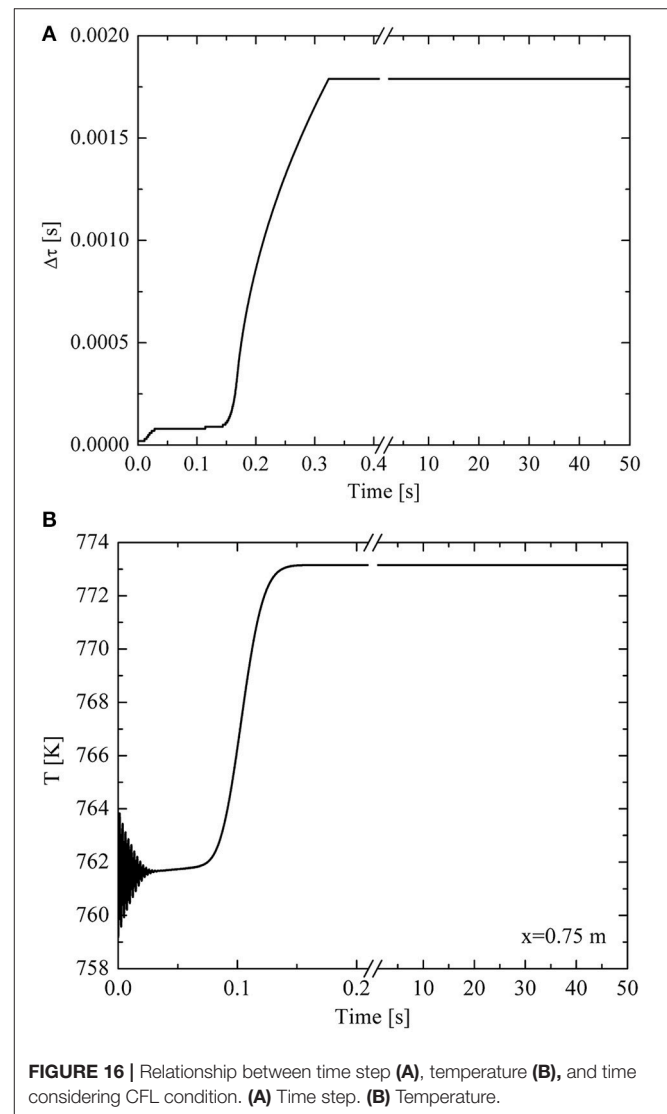 A
0.0020
0.0015
0.0010
0.0005
0.0000
Δτ [s]
0.0 0.1 0.2 0.3 0.4 10 20 30 40 50
Time [s]
B
774
772
770
768
766
764
762
760
758
T [K]
x=0.75 m
0.0 0.1 0.2 10 20 30 40 50
Time [s]
FIGURE 16 | Relationship between time step (A), temperature (B), and time
considering CFL condition. (A) Time step. (B) Temperature.